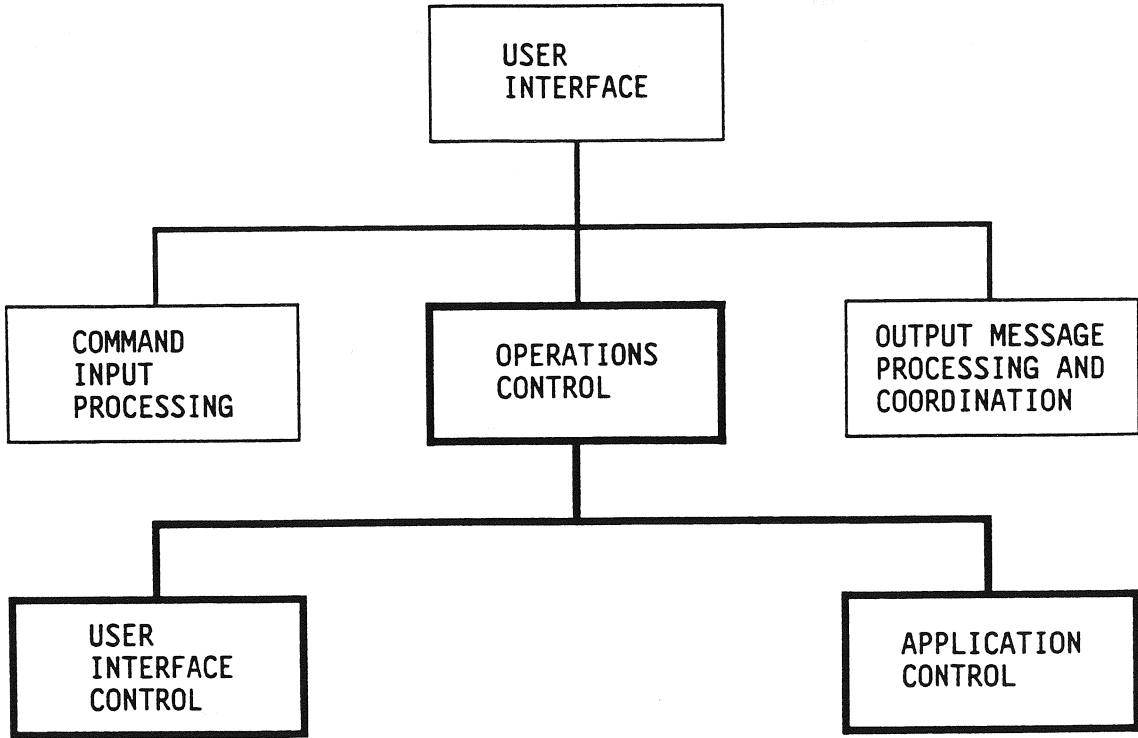 USER
INTERFACE
COMMAND
INPUT
PROCESSING
OPERATIONS
CONTROL
OUTPUT MESSAGE
PROCESSING AND
COORDINATION
USER
INTERFACE
CONTROL
APPLICATION
CONTROL